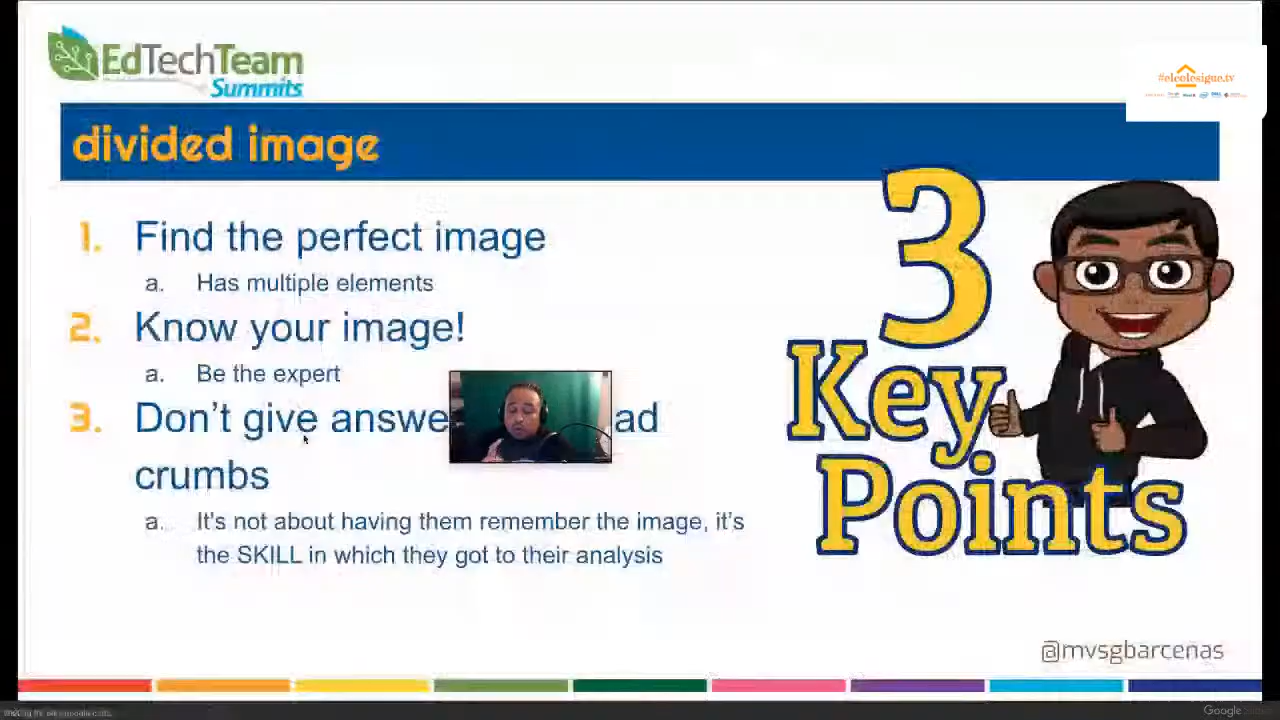 EdTechTeam
Summits
#elcolesigue.tv
divided image
1. Find the perfect image
a. Has multiple elements
2. Know your image!
a. Be the expert
3. Don't give answe ad
crumbs
a. It's not about having them remember the image, it's
the SKILL in which they got to their analysis
3
Key
Points
@mvsgbarcenas
Google